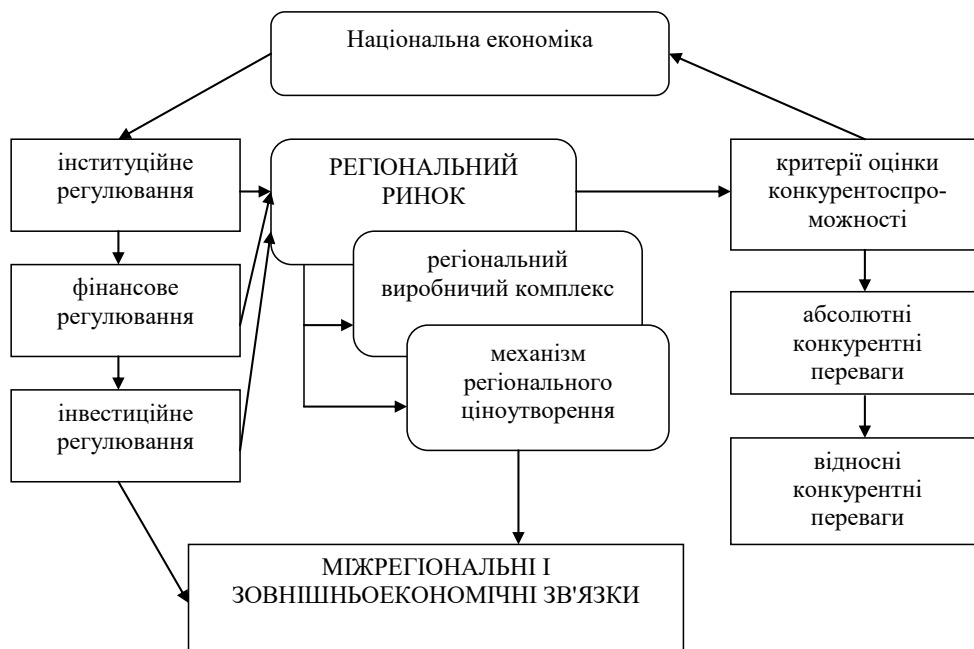 Національна економіка
інституційне
регулювання
РЕГІОНАЛЬНИЙ
РИНОК
критерії оцінки
конкурентоспро-
можності
фінансове
регулювання
регіональний
виробничий комплекс
абсолютні
конкурентні
переваги
інвестиційне
регулювання
механізм
регіонального
ціноутворення
відносні
конкурентні
переваги
МІЖРЕГІОНАЛЬНІ І
ЗОВНІШНЬОЕКОНОМІЧНІ ЗВ'ЯЗКИ